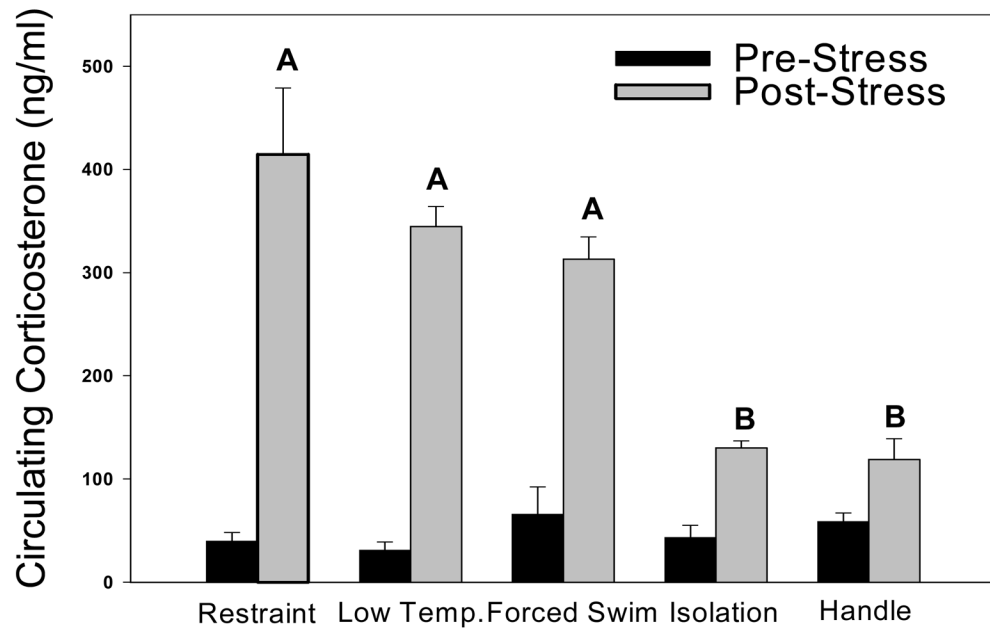 Circulating Corticosterone (ng/ml)
500
400
300
200
100
0
Pre-Stress
Post-Stress
A
A
A
B
B
Restraint Low Temp. Forced Swim Isolation Handle